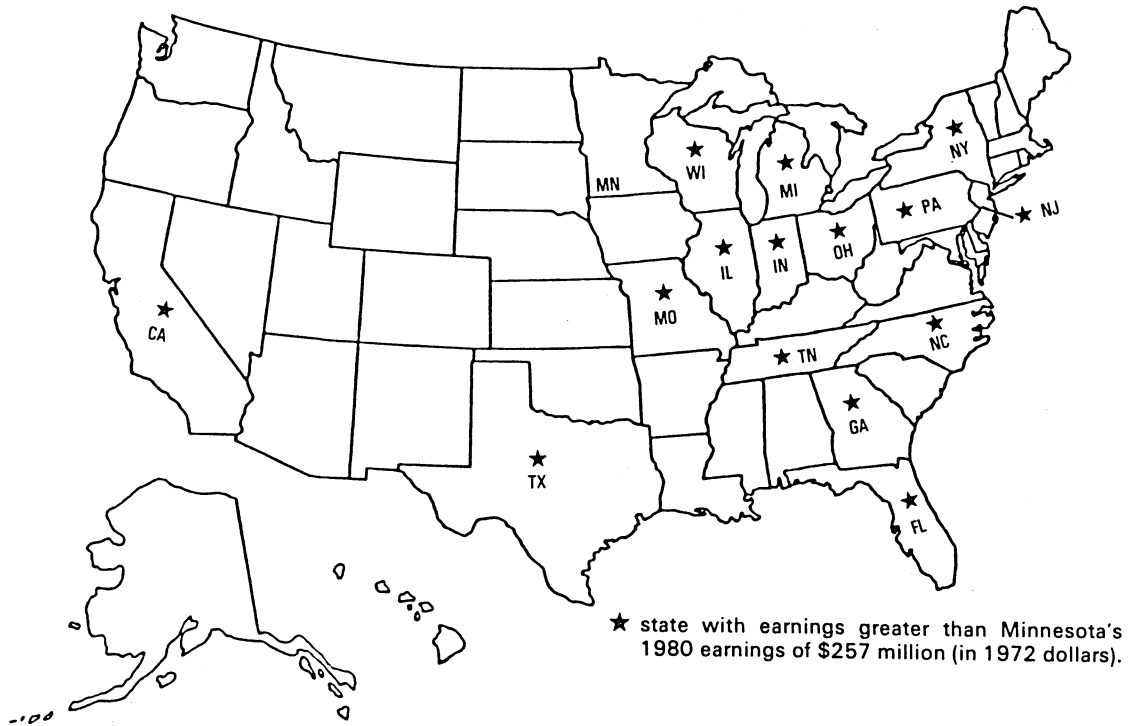 NY
WI
MI
MN
PA
NJ
OH
IL
IN
MO
CA
NC
TN
GA
TX
FL
★ state with earnings greater than Minnesota's
1980 earnings of $257 million (in 1972 dollars).